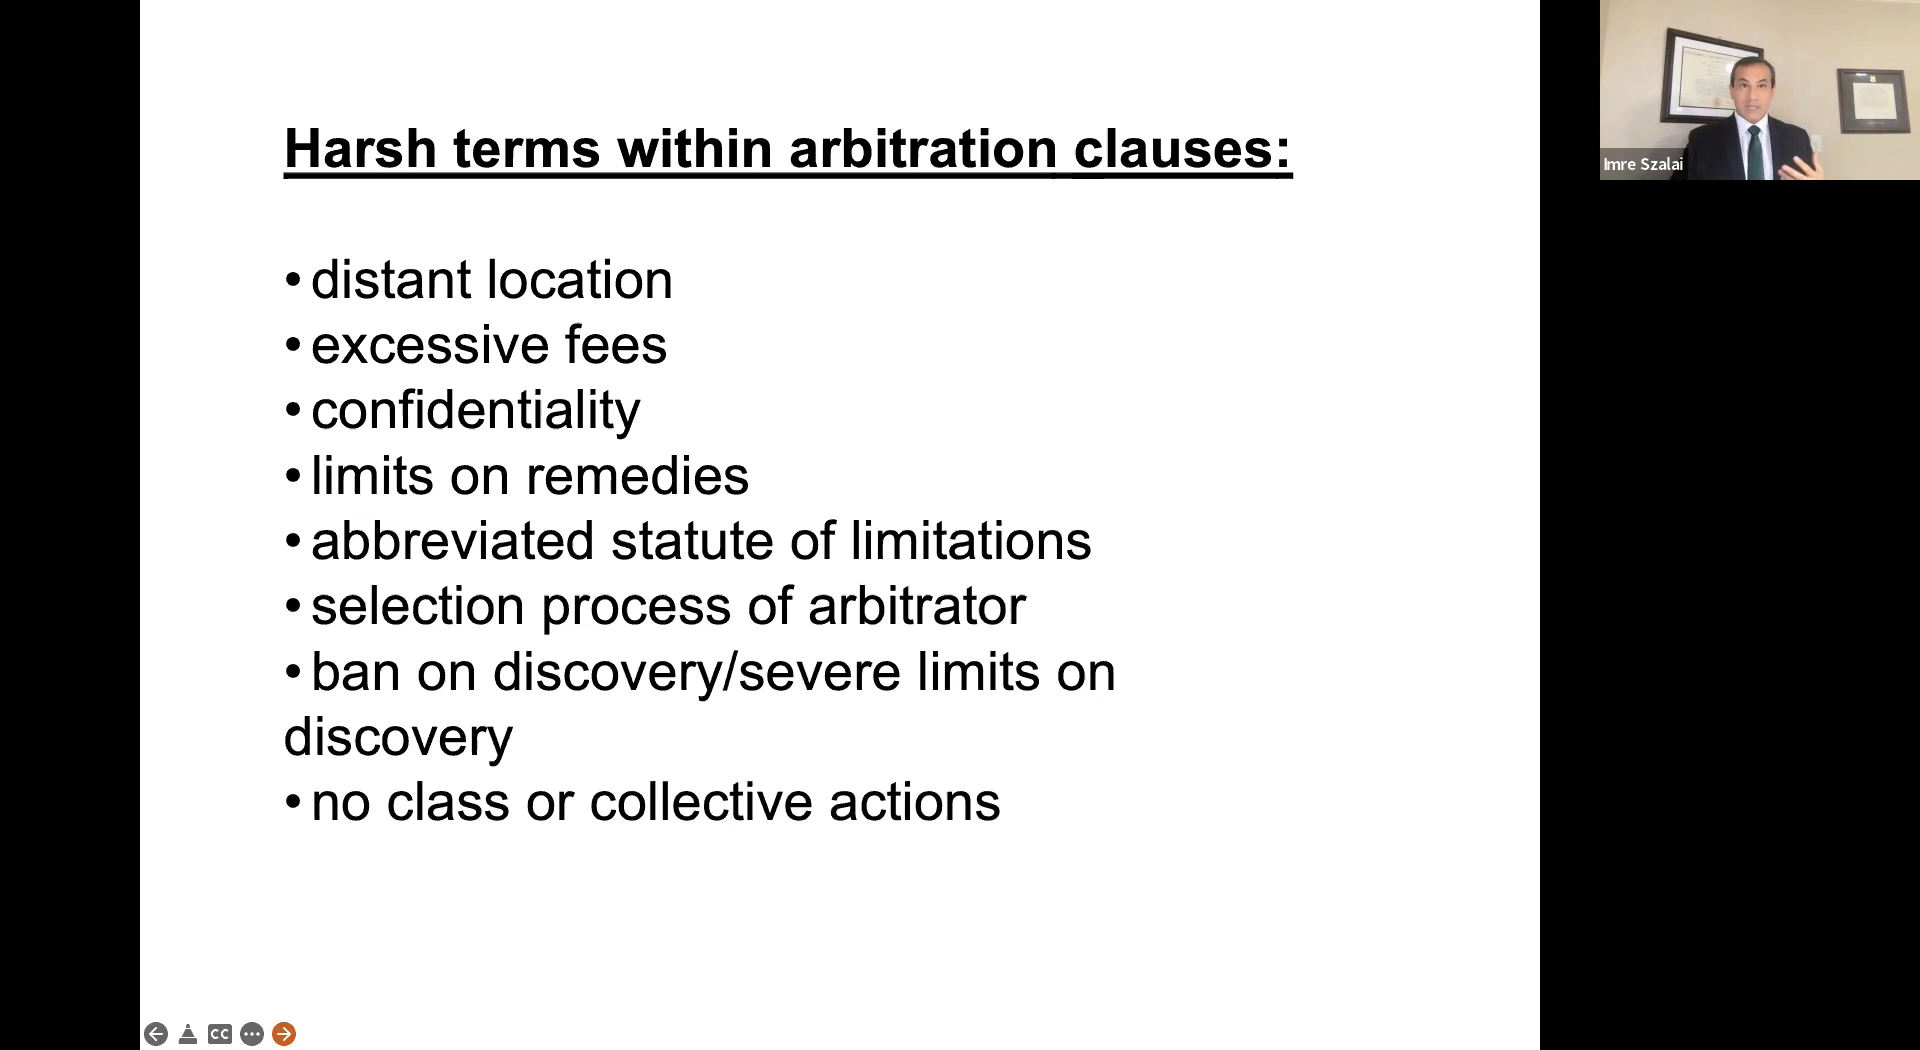 Harsh terms within arbitration clauses:
• distant location
• excessive fees
• confidentiality
• limits on remedies
• abbreviated statute of limitations
• selection process of arbitrator
• ban on discovery/severe limits on
discovery
• no class or collective actions
Imre Szalai
CC